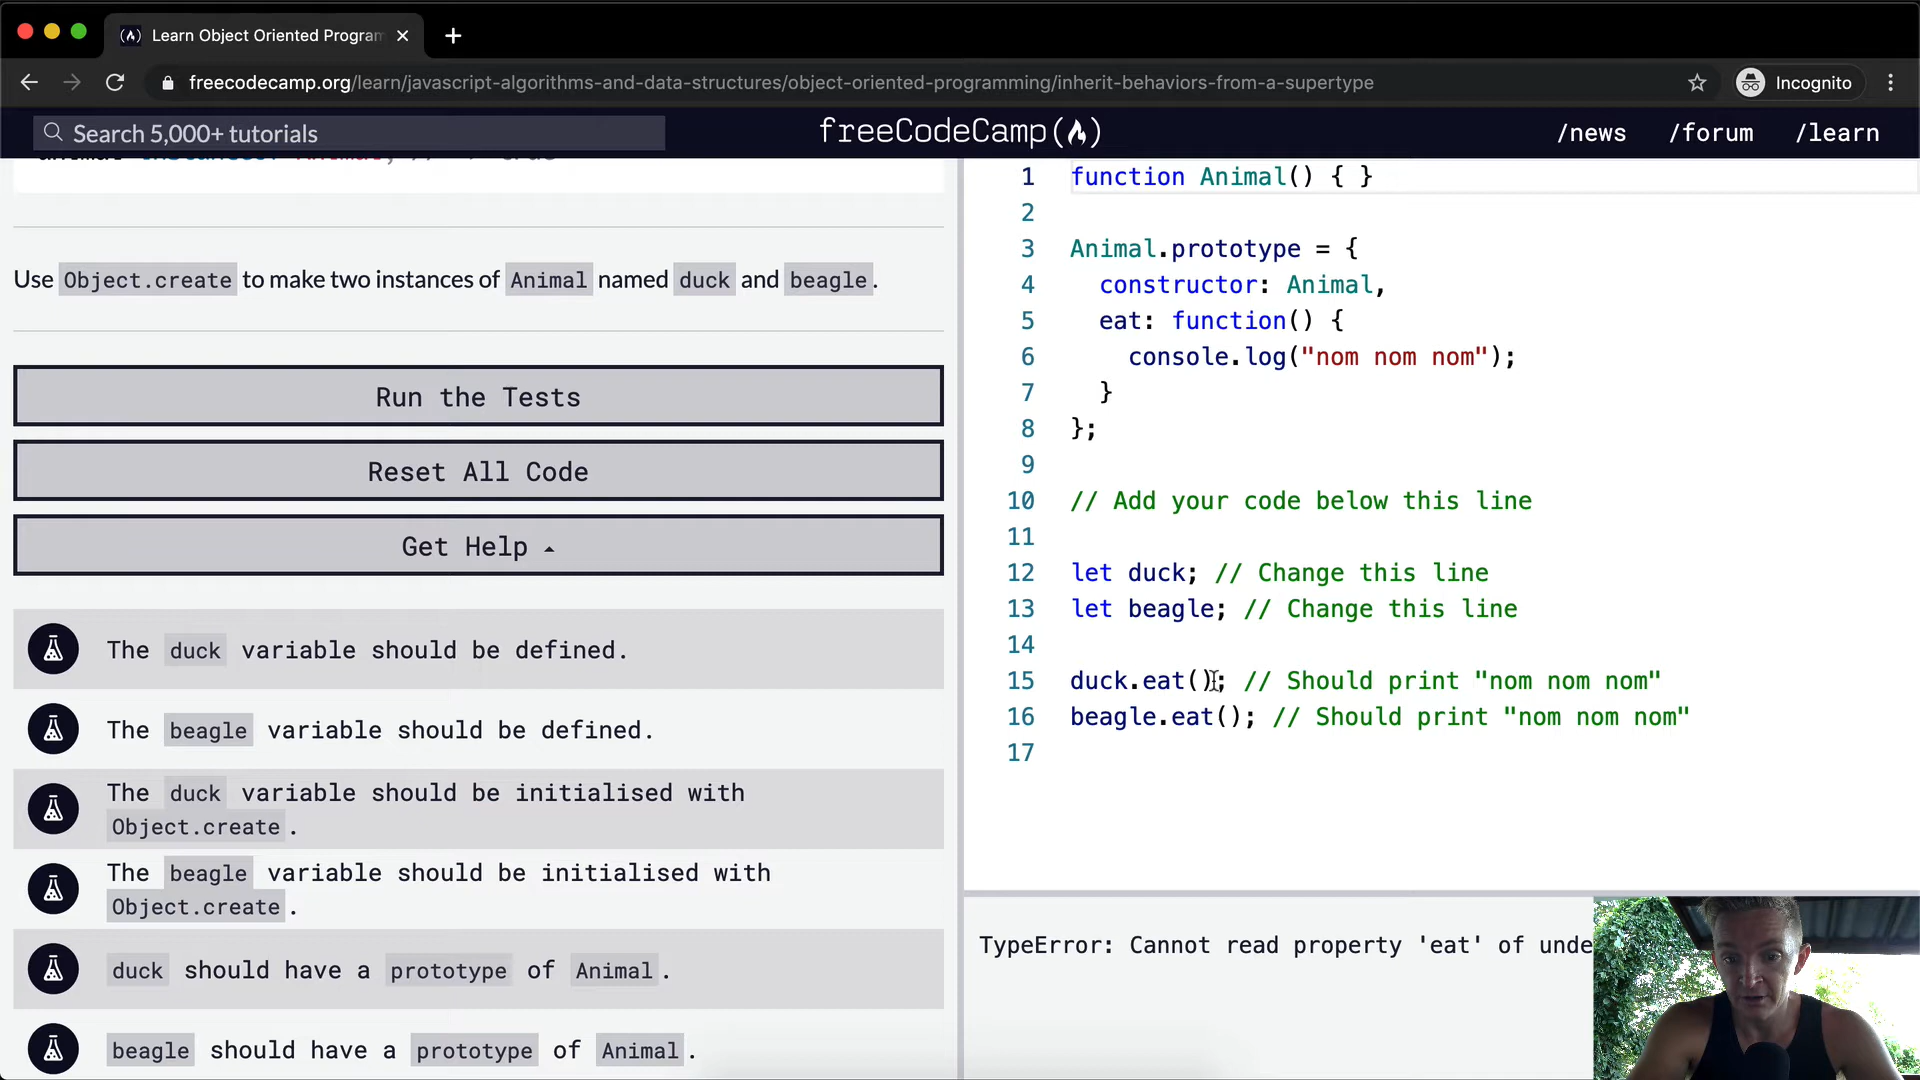 Learn Object Oriented Program
freecodecamp.org/learn/javascript-algorithms-and-data-structures/object-oriented-programming/inherit-behaviors-from-a-supertype
Incognito
Search 5,000+ tutorials
freeCodeCamp
/news
/forum
/learn
Use Object.create to make two instances of Animal named duck and beagle.
Run the Tests
Reset All Code
Get Help
The duck variable should be defined.
The beagle variable should be defined.
The duck variable should be initialised with
Object.create.
The beagle variable should be initialised with
Object.create.
duck should have a prototype of Animal.
beagle should have a prototype of Animal.
1 function Animal() { }
2
3 Animal.prototype = {
4 constructor: Animal,
5 eat: function() {
6 console.log("nom nom nom");
7 }
8 };
9
10 // Add your code below this line
11
12 let duck; // Change this line
13 let beagle; // Change this line
14
15 duck.eat(); // Should print "nom nom nom"
16 beagle.eat(); // Should print "nom nom nom"
17
TypeError: Cannot read property 'eat' of unde